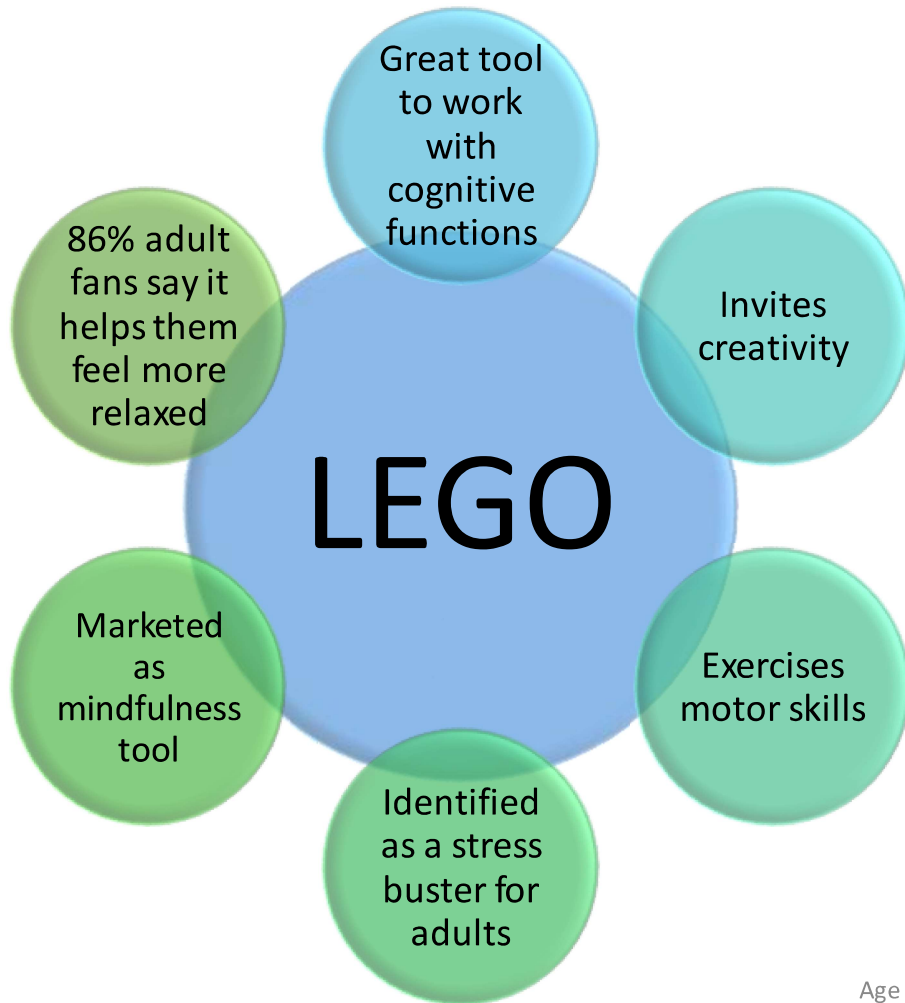 Great tool
to work
with
cognitive
functions
Invites
creativity
Exercises
motor skills
Identified
as a stress
buster for
adults
Marketed
as
mindfulness
tool
86% adult
fans say it
helps them
feel more
relaxed
LEGO
Age